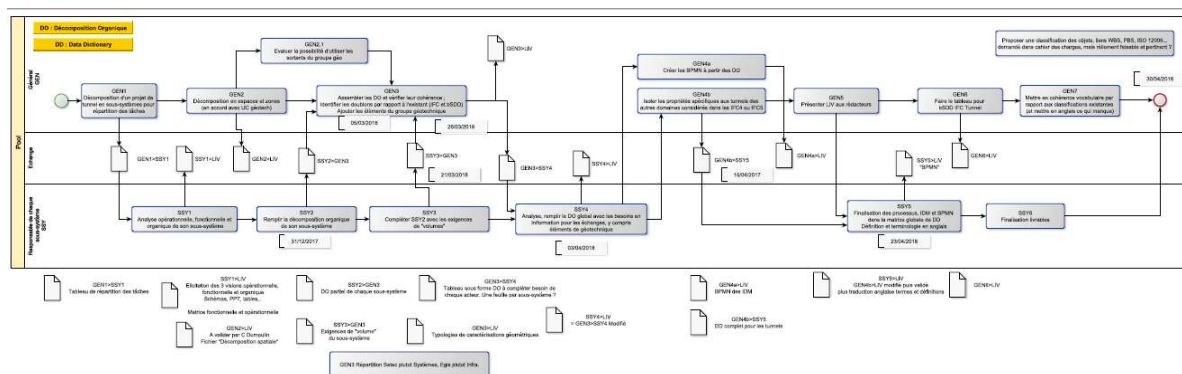 DO : Décomposition Organique
DD : Data Dictionary
Pool
Général
GEN
Echange
Responsable de chaque
sous-système
SSY
GEN1
Décomposition d'un projet de
tunnel en sous-systèmes pour
répartition des tâches
GEN2
Décomposition en espaces et zones
(en accord avec UC géotech)
GEN2.1
Evaluer la possibilité d'utiliser les
sortants du groupe géo
GEN3
Assembler les DO et vérifier leur cohérence ;
Identifier les doublons par rapport à l'existant (IFC et bSDD)
Ajouter les éléments du groupe géotechnique
05/03/2018
26/03/2018
GEN3>LIV
GEN4a
Créer les BPMN à partir des DO
GEN4b
Isoler les propriétés spécifiques aux tunnels des
autres domaines considérés dans les IFC4 ou IFC5
GEN5
Présenter LIV aux rédacteurs
GEN6
Faire le tableau pour
bSDD IFC Tunnel
GEN7
Mettre en cohérence vocabulaire par
rapport aux classifications existantes
(et mettre en anglais ce qui manque)
Proposer une classification des objets, liens WBS, PBS, ISO 12006...
demandé dans cahier des charges, mais réellement faisable et pertinent ?
30/04/2018
GEN1>SSY1
SSY1>LIV
GEN2>LIV
SSY2>GEN3
SSY3>GEN3
21/03/2018
GEN3>SSY4
SSY4>LIV
GEN4b>SSY5
16/04/2017
GEN4a>LIV
SSY5>LIV
"BPMN"
GEN6>LIV
SSY1
Analyse opérationnelle, fonctionnelle et
organique de son sous-système
SSY2
Remplir la décomposition organique
de son sous-système
31/12/2017
SSY3
Compléter SSY2 avec les exigences
de "volumes"
SSY4
Analyse, remplir le DO global avec les besoins en
information pour les échanges, y compris
éléments de géotechnique
02/04/2018
SSY5
Finalisation des processus, IDM et BPMN
dans la matrice globale de DO
Définition et terminologie en anglais
23/04/2018
SSY6
Finalisation livrables
GEN1>SSY1
Tableau de répartition des tâches
SSY1>LIV
Elicitation des 3 visions opérationnelle,
fonctionnelle et organique
Schémas, PPT, tables...
Matrice fonctionnelle et opérationnelle
GEN2>LIV
A valider par C Dumoulin
Fichier "Décomposition spatiale"
SSY2>GEN3
DO partiel de chaque sous-système
SSY3>GEN3
Exigences de "volume"
du sous-système
GEN3>SSY4
Tableau sous forme DO à compléter besoin de
chaque acteur. Une feuille par sous-système ?
GEN3>LIV
Typologies de caractérisations géométriques
SSY4>LIV
= GEN3>SSY4 Modifié
GEN4a>LIV
BPMN des IDM
GEN4b>SSY5
DO complet pour les tunnels
SSY5>LIV
GEN4b>LIV modifié puis validé
plus traduction anglaise termes et définitions
GEN6>LIV
GEN3 Répartition Setec plutot Systèmes, Egis plutot Infra.